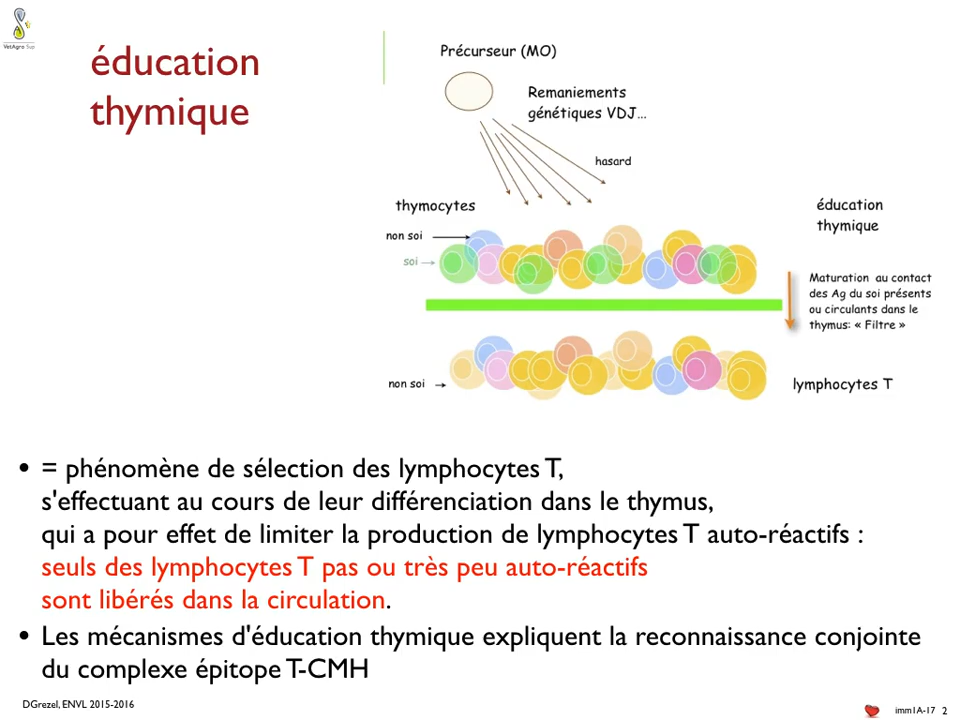 VetAgro Sup
éducation
thymique
Précurseur (MO)
Remaniements
génétiques VDJ...
hasard
thymocytes
éducation
thymique
non soi
soi
Maturation au contact
des Ag du soi présents
ou circulants dans le
thymus: « Filtre »
non soi
lymphocytes T
• = phénomène de sélection des lymphocytes T,
s'effectuant au cours de leur différenciation dans le thymus,
qui a pour effet de limiter la production de lymphocytes T auto-réactifs :
seuls des lymphocytes T pas ou très peu auto-réactifs
sont libérés dans la circulation.
• Les mécanismes d'éducation thymique expliquent la reconnaissance conjointe
du complexe épitope T-CMH
DGrezel, ENVL 2015-2016
imm1A-17 2